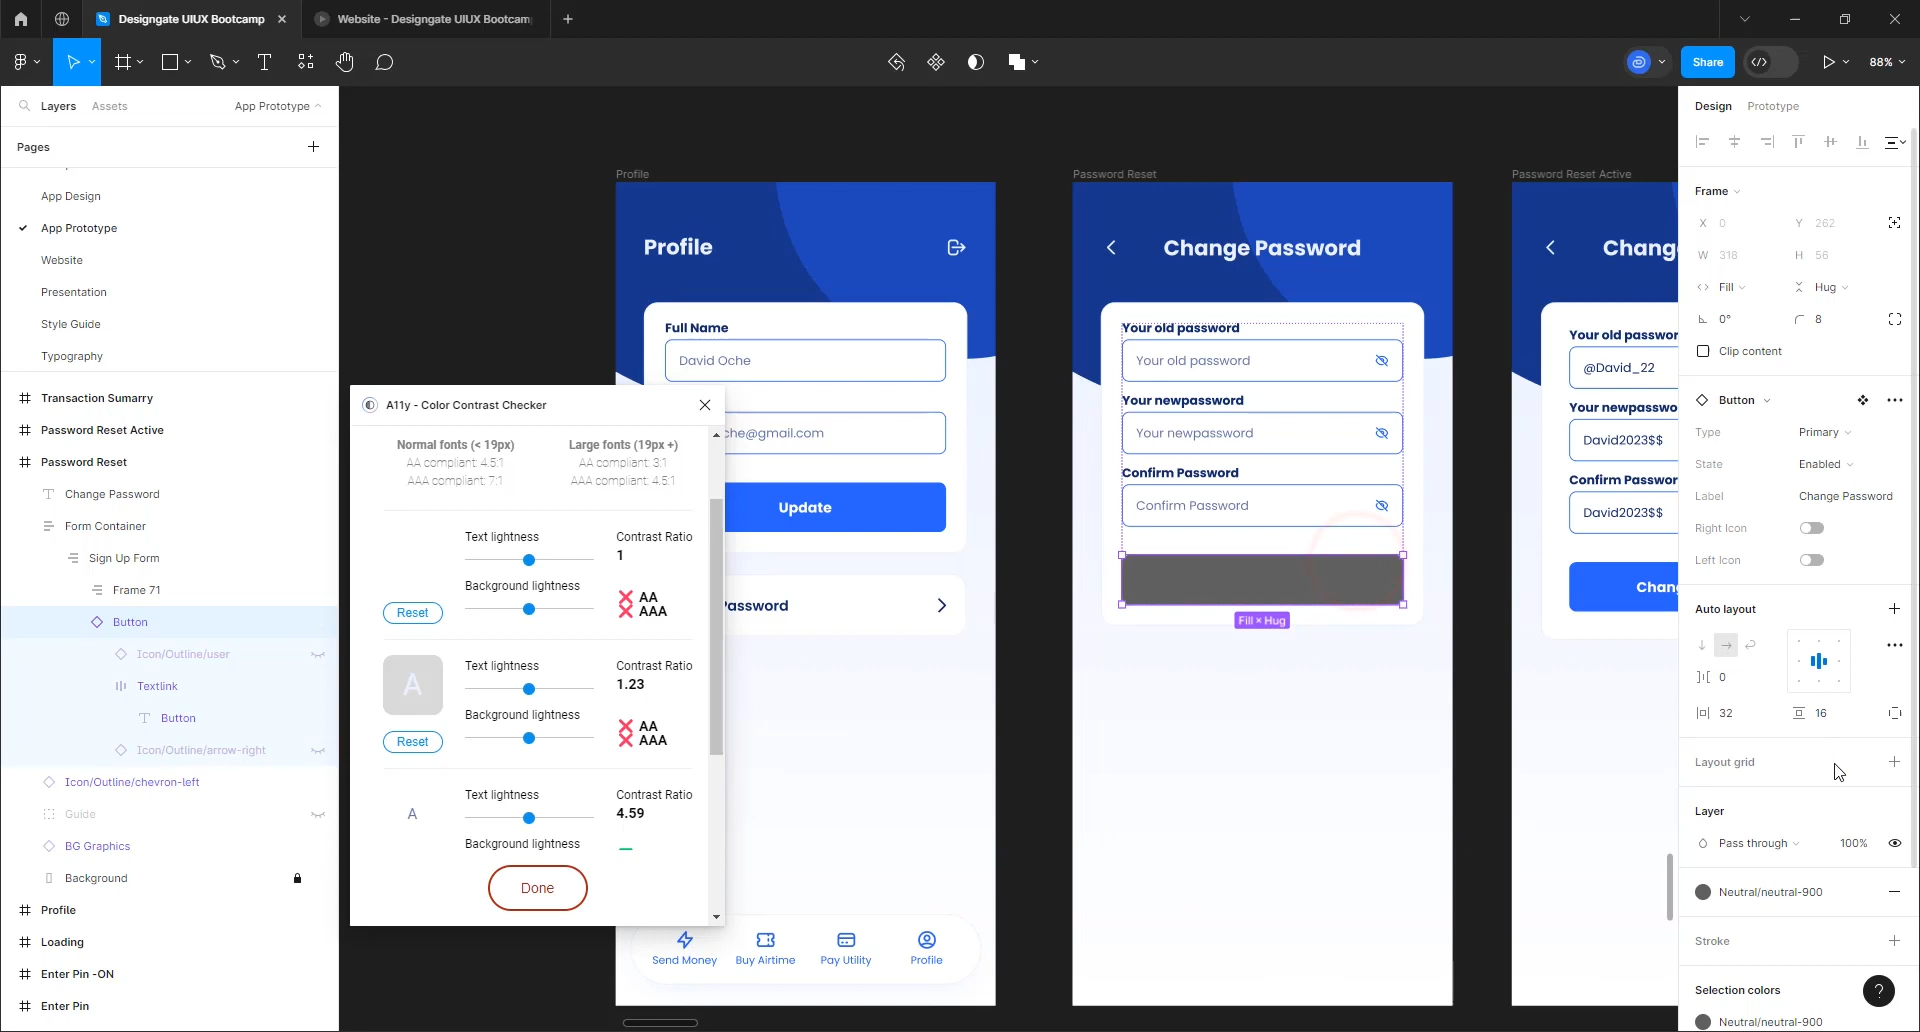 Designgate UIUX Bootcamp
Website - Designgate UIUX Bootcam
Share
88%
Layers
Assets
App Prototype
Pages
App Design
App Prototype
Website
Presentation
Style Guide
Typography
Transaction Sumarry
Password Reset Active
Password Reset
Change Password
Form Container
Sign Up Form
Frame 71
Button
Icon/Outline/user
Textlink
Button
Icon/Outline/arrow-right
Icon/Outline/chevron-left
Guide
BG Graphics
Background
Profile
Loading
Enter Pin -ON
Enter Pin
A11y - Color Contrast Checker
Normal fonts (< 19px)
AA compliant: 4.5:1
AAA compliant: 7:1
Large fonts (19px +)
AA compliant: 3:1
AAA compliant: 4.5:1
Text lightness
Contrast Ratio
1
Background lightness
AA
AAA
Reset
A
Text lightness
Contrast Ratio
1.23
Background lightness
AA
AAA
Reset
A
Text lightness
Contrast Ratio
4.59
Background lightness
Done
Profile
Profile
Full Name
David Oche
che@gmail.com
Update
assword
Send Money
Buy Airtime
Pay Utility
Profile
Password Reset
Change Password
Your old password
Your old password
Your newpassword
Your newpassword
Confirm Password
Confirm Password
Fill × Hug
Password Reset Active
Chang
Your old passwor
@David_22
Your newpasswo
David2023$$
Confirm Passwor
David2023$$
Chang
Design
Prototype
Frame
X 0
Y 262
W 318
H 56
Fill
Hug
0°
8
Clip content
Button
Type
Primary
State
Enabled
Label
Change Password
Right Icon
Left Icon
Auto layout
0
32
16
Layout grid
Layer
Pass through
100%
Neutral/neutral-900
Stroke
Selection colors
?
Neutral/neutral-900